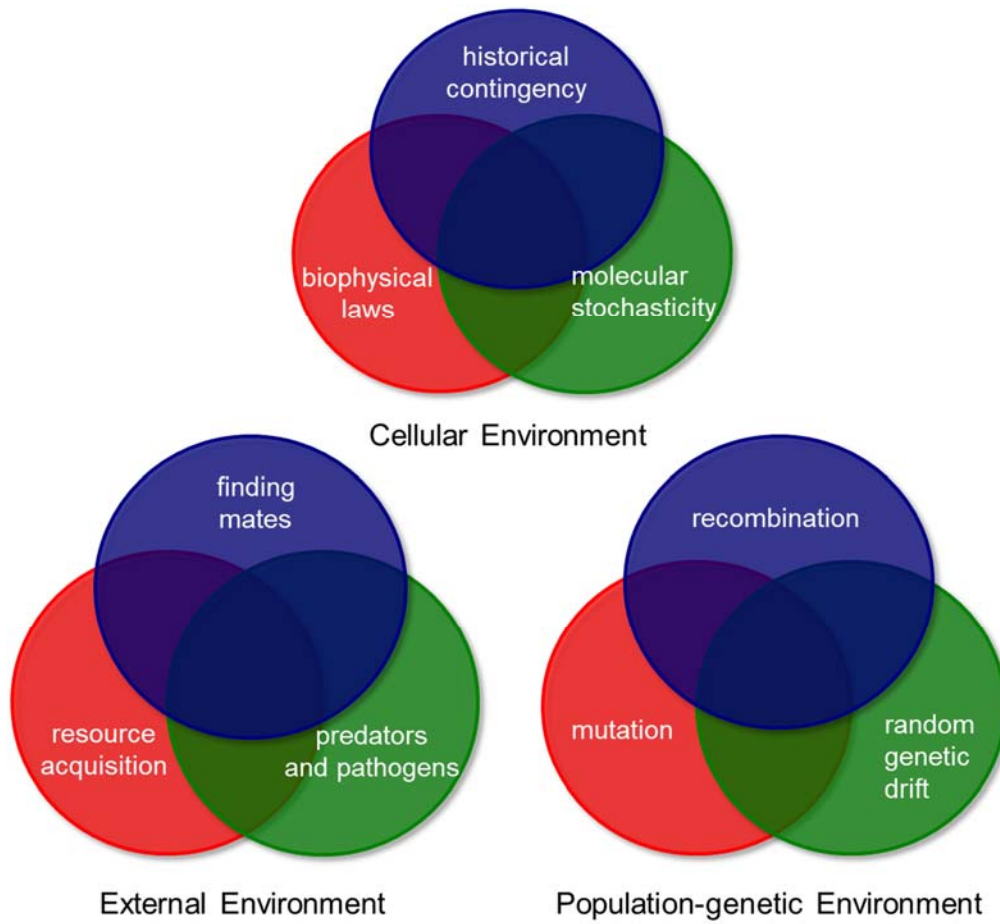 historical
contingency
biophysical
laws
molecular
stochasticity
Cellular Environment
finding
mates
resource
acquisition
predators
and pathogens
External Environment
recombination
mutation
random
genetic
drift
Population-genetic Environment